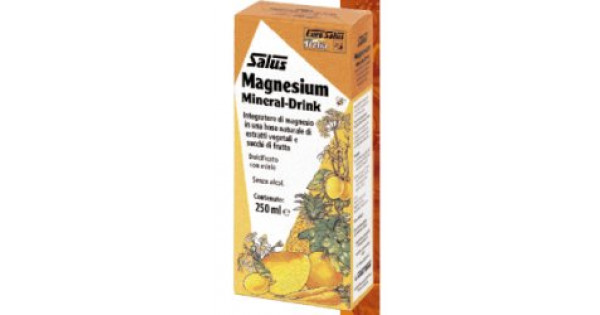 Salus
Magnesium
Mineral-Drink
Integratore di magnesio
in una base naturale di
estratti vegetali e
succhi di frutta
Dolcificato
con miele
Senza alcol
Contenuto:
250 ml e